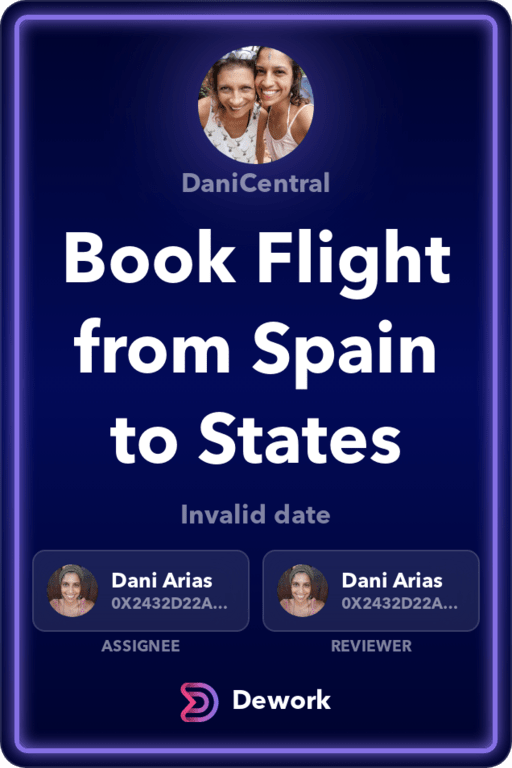 DaniCentral
Book Flight
from Spain
to States
Invalid date
Dani Arias
0X2432D22A...
ASSIGNEE
Dani Arias
0X2432D22A...
REVIEWER
Dework